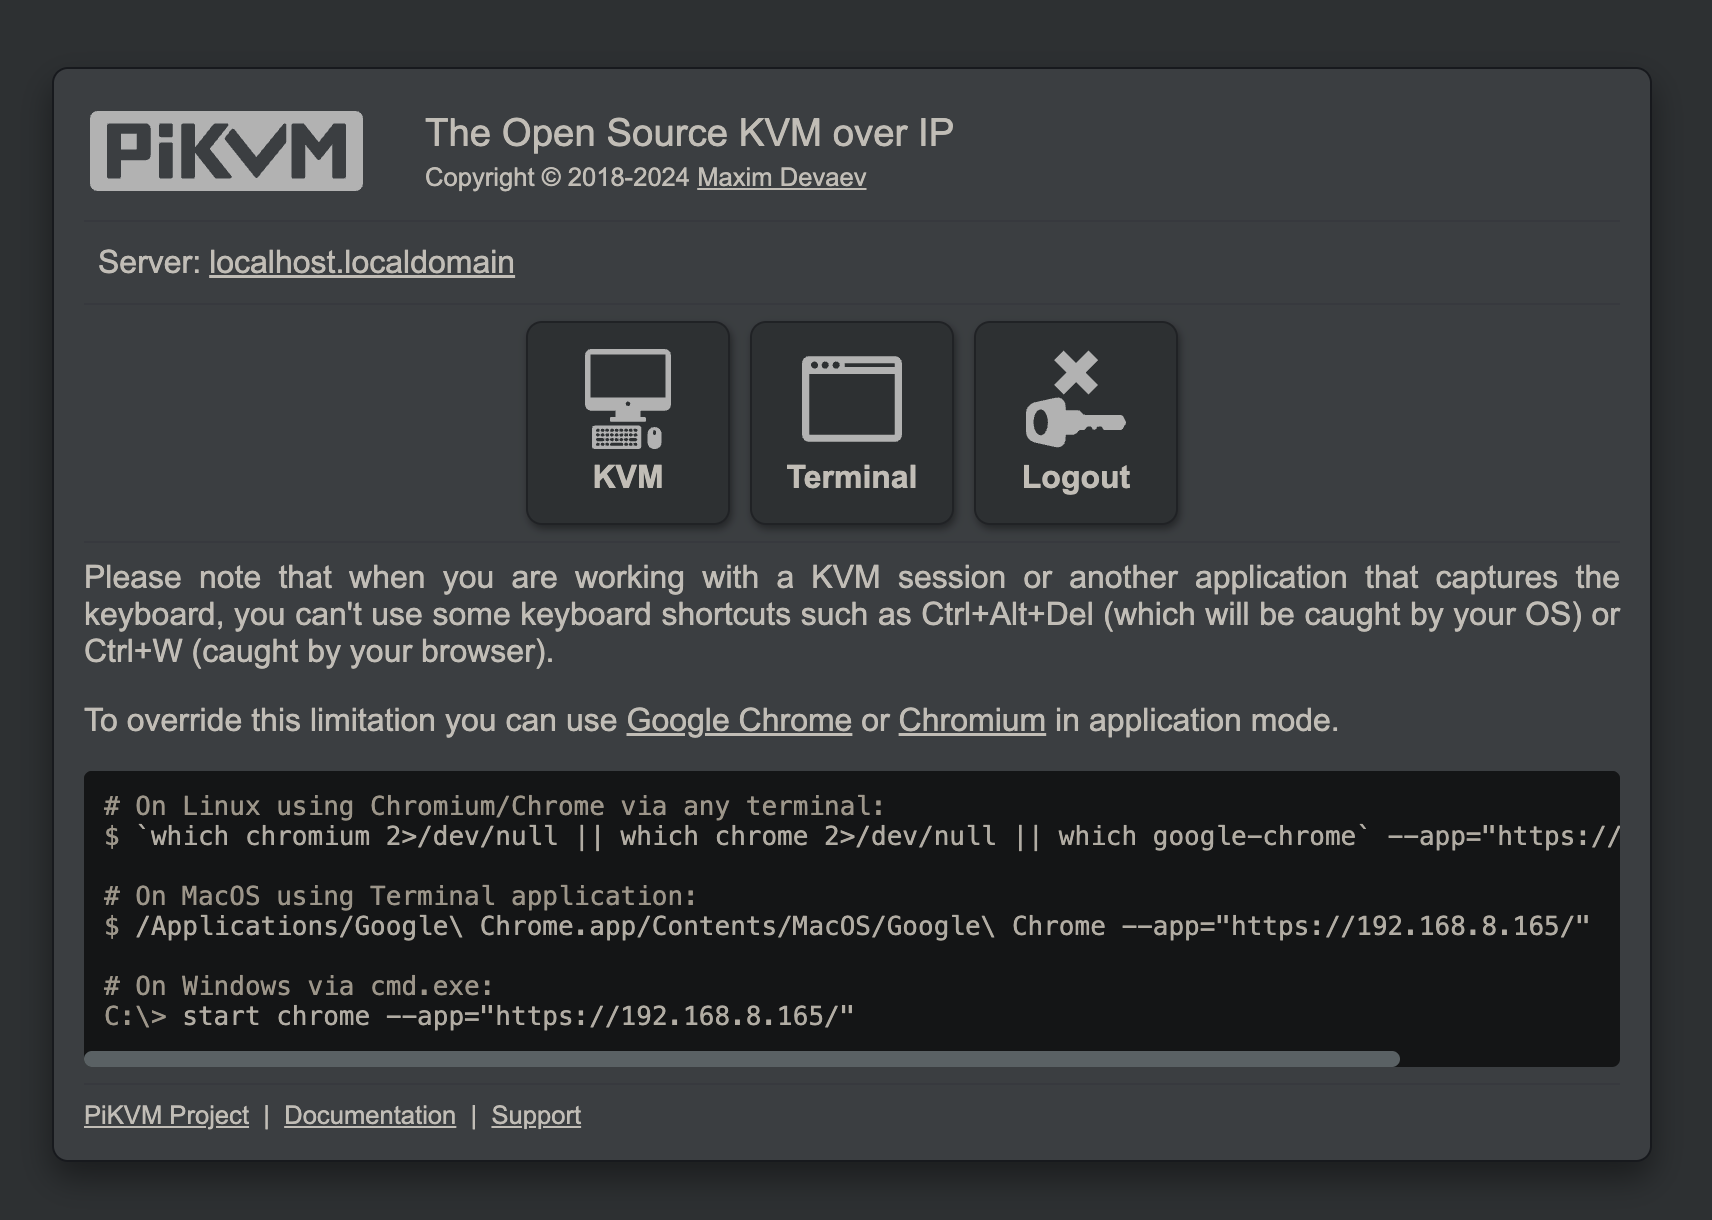 PiKVM
The Open Source KVM over IP
Copyright © 2018-2024 Maxim Devaev
Server: localhost.localdomain
KVM
Terminal
Logout
Please note that when you are working with a KVM session or another application that captures the
keyboard, you can't use some keyboard shortcuts such as Ctrl+Alt+Del (which will be caught by your OS) or
Ctrl+W (caught by your browser).
To override this limitation you can use Google Chrome or Chromium in application mode.
# On Linux using Chromium/Chrome via any terminal:
$ `which chromium 2>/dev/null || which chrome 2>/dev/null || which google-chrome` --app="https://
# On MacOS using Terminal application:
$ /Applications/Google\ Chrome.app/Contents/MacOS/Google\ Chrome --app="https://192.168.8.165/"
# On Windows via cmd.exe:
C:\> start chrome --app="https://192.168.8.165/"
PiKVM Project | Documentation | Support